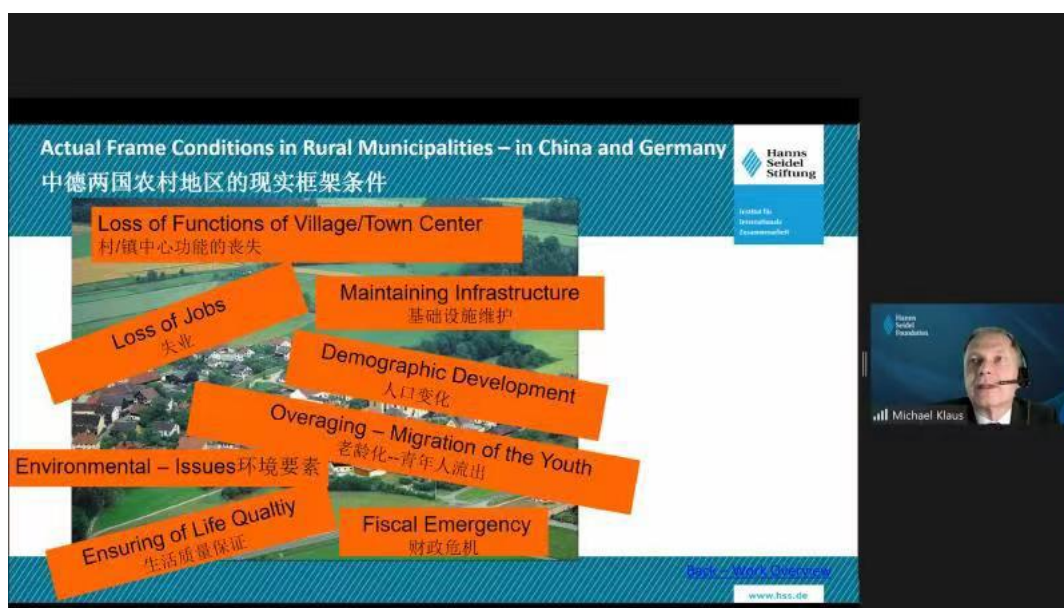 Actual Frame Conditions in Rural Municipalities – in China and Germany
中德两国农村地区的现实框架条件
Hanns
Seidel
Stiftung
Institut für
Internationale
Zusammenarbeit
Loss of Functions of Village/Town Center
村/镇中心功能的丧失
Loss of Jobs
失业
Maintaining Infrastructure
基础设施维护
Demographic Development
人口变化
Overaging – Migration of the Youth
老龄化--青年人流出
Environmental – Issues环境要素
Ensuring of Life Qualtiy
生活质量保证
Fiscal Emergency
财政危机
Back – Work Overview
www.hss.de
Hanns
Seidel
Foundation
Michael Klaus